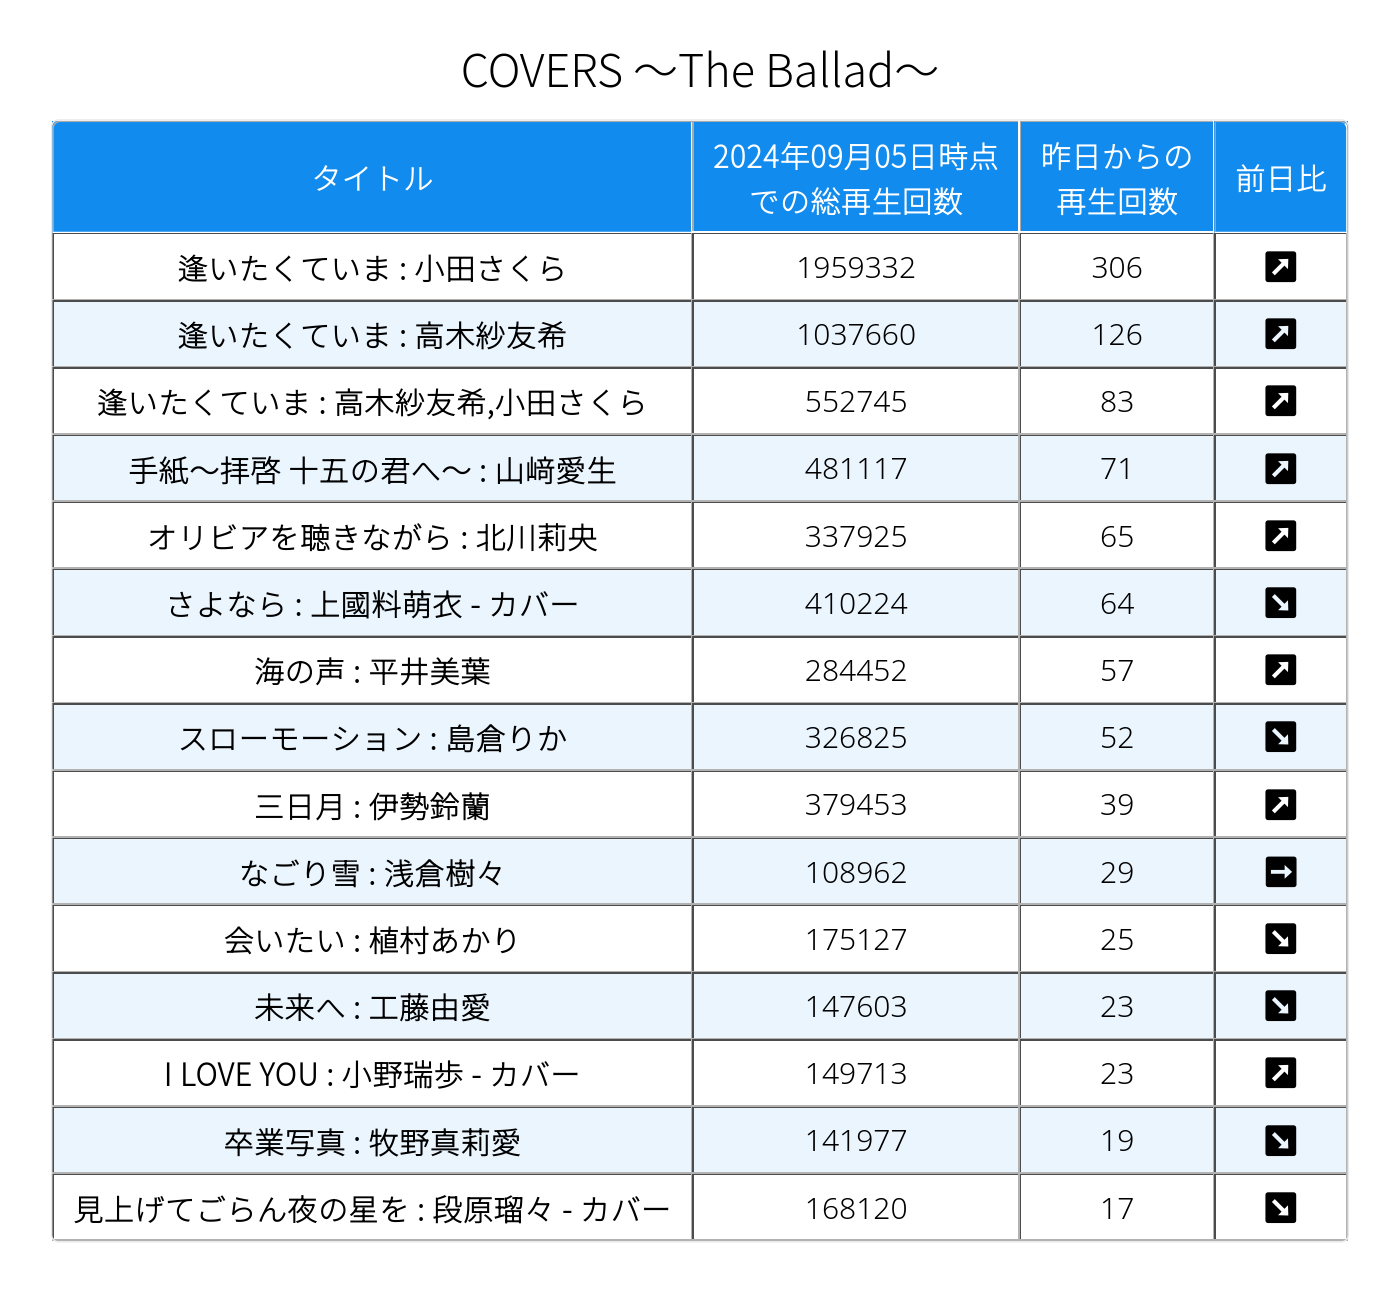 COVERS ～The Ballad～
タイトル
2024年09月05日時点
での総再生回数
昨日からの
再生回数
前日比
逢いたくていま : 小田さくら 1959332 306
逢いたくていま : 高木紗友希 1037660 126
逢いたくていま : 高木紗友希,小田さくら 552745 83
手紙～拝啓 十五の君へ～ : 山﨑愛生 481117 71
オリビアを聴きながら : 北川莉央 337925 65
さよなら : 上國料萌衣 - カバー 410224 64
海の声 : 平井美葉 284452 57
スローモーション : 島倉りか 326825 52
三日月 : 伊勢鈴蘭 379453 39
なごり雪 : 浅倉樹々 108962 29
会いたい : 植村あかり 175127 25
未来へ : 工藤由愛 147603 23
I LOVE YOU : 小野瑞歩 - カバー 149713 23
卒業写真 : 牧野真莉愛 141977 19
見上げてごらん夜の星を : 段原瑠々 - カバー 168120 17